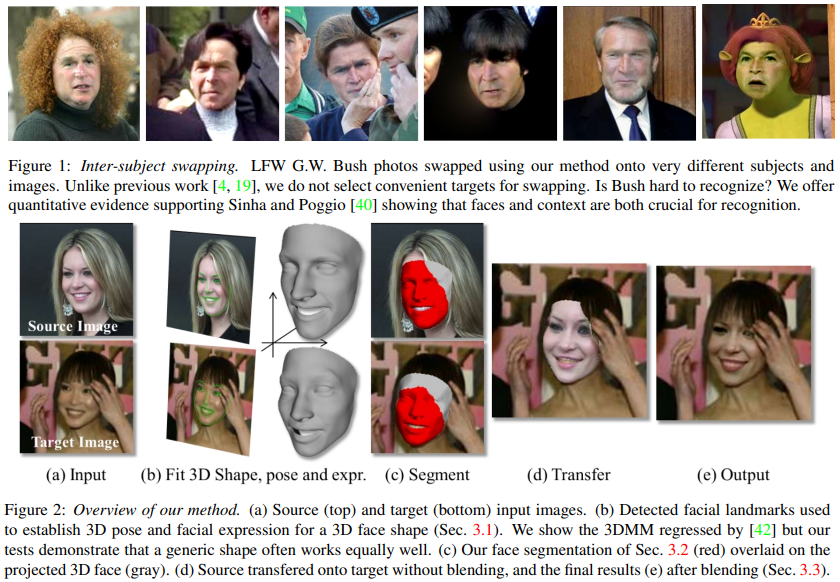 Figure 1: Inter-subject swapping. LFW G.W. Bush photos swapped using our method onto very different subjects and
images. Unlike previous work [4, 19], we do not select convenient targets for swapping. Is Bush hard to recognize? We offer
quantitative evidence supporting Sinha and Poggio [40] showing that faces and context are both crucial for recognition.
Source Image
Target Image
(a) Input
(b) Fit 3D Shape, pose and expr.
(c) Segment
(d) Transfer
(e) Output
Figure 2: Overview of our method. (a) Source (top) and target (bottom) input images. (b) Detected facial landmarks used
to establish 3D pose and facial expression for a 3D face shape (Sec. 3.1). We show the 3DMM regressed by [42] but our
tests demonstrate that a generic shape often works equally well. (c) Our face segmentation of Sec. 3.2 (red) overlaid on the
projected 3D face (gray). (d) Source transfered onto target without blending, and the final results (e) after blending (Sec. 3.3).